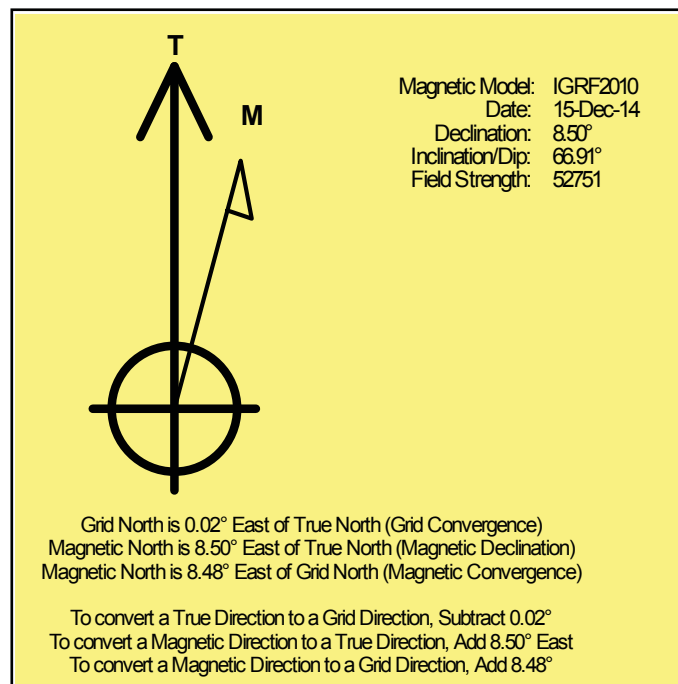 T
M
Magnetic Model: IGRF2010
Date: 15-Dec-14
Declination: 8.50°
Inclination/Dip: 66.91°
Field Strength: 52751
Grid North is 0.02° East of True North (Grid Convergence)
Magnetic North is 8.50° East of True North (Magnetic Declination)
Magnetic North is 8.48° East of Grid North (Magnetic Convergence)
To convert a True Direction to a Grid Direction, Subtract 0.02°
To convert a Magnetic Direction to a True Direction, Add 8.50° East
To convert a Magnetic Direction to a Grid Direction, Add 8.48°